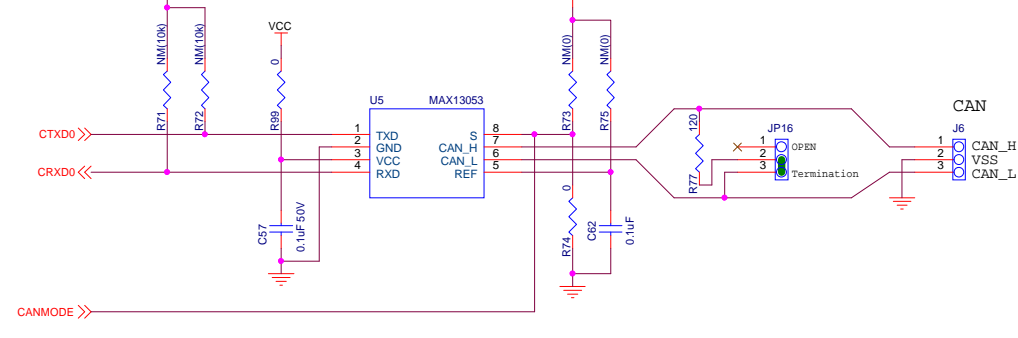 VCC
NM(10k)
NM(10k)
0
NM(0)
NM(0)
R71
R72
R99
R73
R75
U5
MAX13053
CTXD0
CRXD0
1
2
3
4
TXD
GND
VCC
RXD
S
CAN_H
CAN_L
REF
8
7
6
5
120
R77
JP16
1
2
3
OPEN
Termination
CAN
J6
1
2
3
CAN_H
VSS
CAN_L
C57
0.1uF 50V
0
R74
C62
0.1uF
CANMODE